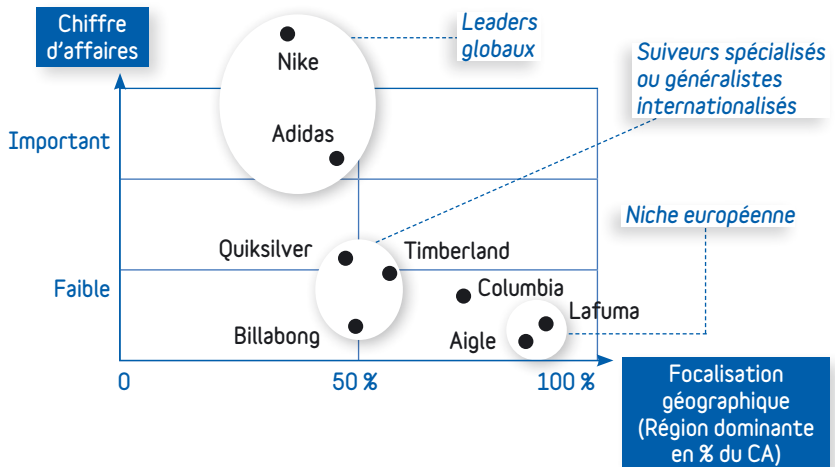 Chiffre
d'affaires
Leaders
globaux
Nike
Suiveurs spécialisés
ou généralistes
internationalisés
Important
Adidas
Niche européenne
Quiksilver
Timberland
Faible
Columbia
Lafuma
Billabong
Aigle
0
50 %
100 %
Focalisation
géographique
(Région dominante
en % du CA)